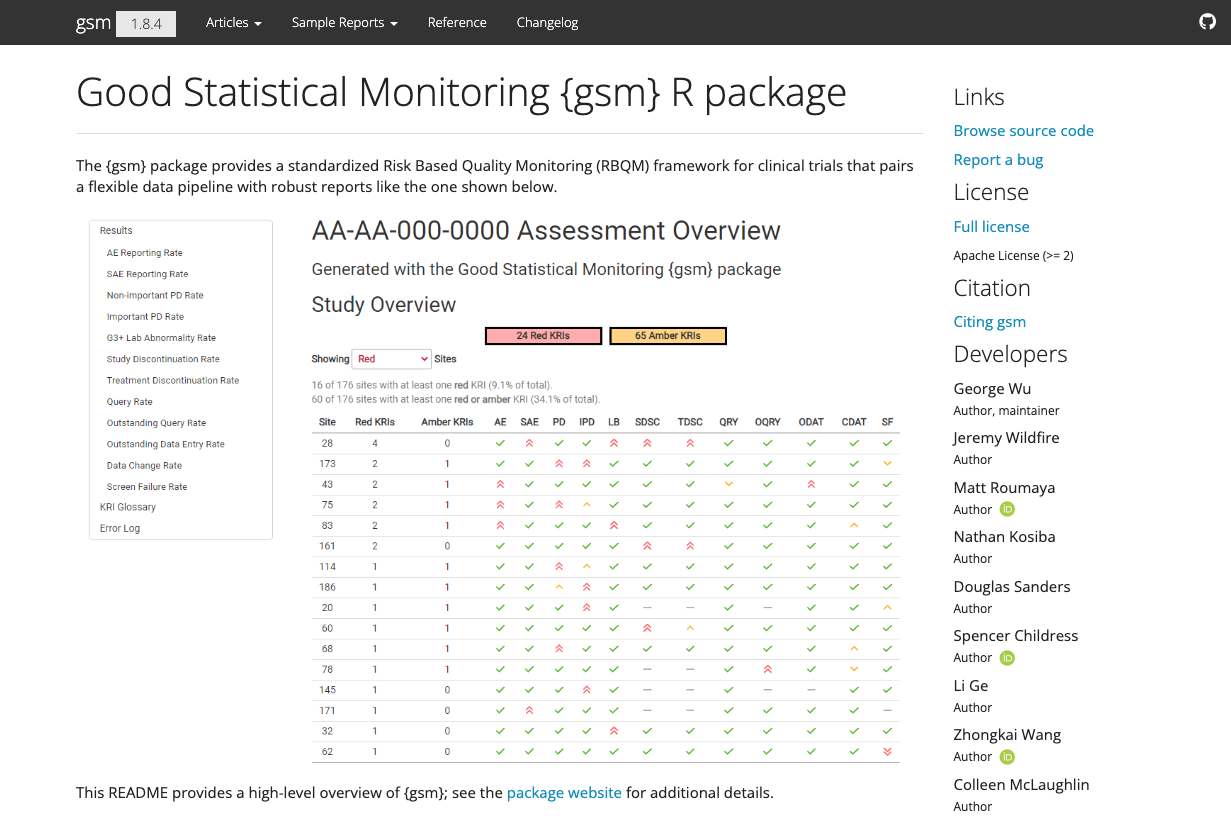 gsm 1.8.4 Articles Sample Reports Reference Changelog
Good Statistical Monitoring {gsm} R package
The {gsm} package provides a standardized Risk Based Quality Monitoring (RBQM) framework for clinical trials that pairs
a flexible data pipeline with robust reports like the one shown below.
Results
AE Reporting Rate
SAE Reporting Rate
Non-important PD Rate
Important PD Rate
G3+ Lab Abnormality Rate
Study Discontinuation Rate
Treatment Discontinuation Rate
Query Rate
Outstanding Query Rate
Outstanding Data Entry Rate
Data Change Rate
Screen Failure Rate
KRI Glossary
Error Log
AA-AA-000-0000 Assessment Overview
Generated with the Good Statistical Monitoring {gsm} package
Study Overview
24 Red KRIs 65 Amber KRIs
Showing Red Sites
16 of 176 sites with at least one red KRI (9.1% of total).
60 of 176 sites with at least one red or amber KRI (34.1% of total).
Site Red KRIs Amber KRIs AE SAE PD IPD LB SDSC TDSC QRY OQRY ODAT CDAT SF
28 4 0
173 2 1
43 2 1
75 2 1
83 2 1
161 2 0
114 1 1
186 1 1
20 1 1
60 1 1
68 1 1
78 1 1
145 1 0
171 1 0
32 1 0
62 1 0
This README provides a high-level overview of {gsm}; see the package website for additional details.
Links
Browse source code
Report a bug
License
Full license
Apache License (>= 2)
Citation
Citing gsm
Developers
George Wu
Author, maintainer
Jeremy Wildfire
Author
Matt Roumaya
Author iD
Nathan Kosiba
Author
Douglas Sanders
Author
Spencer Childress
Author iD
Li Ge
Author
Zhongkai Wang
Author iD
Colleen McLaughlin
Author